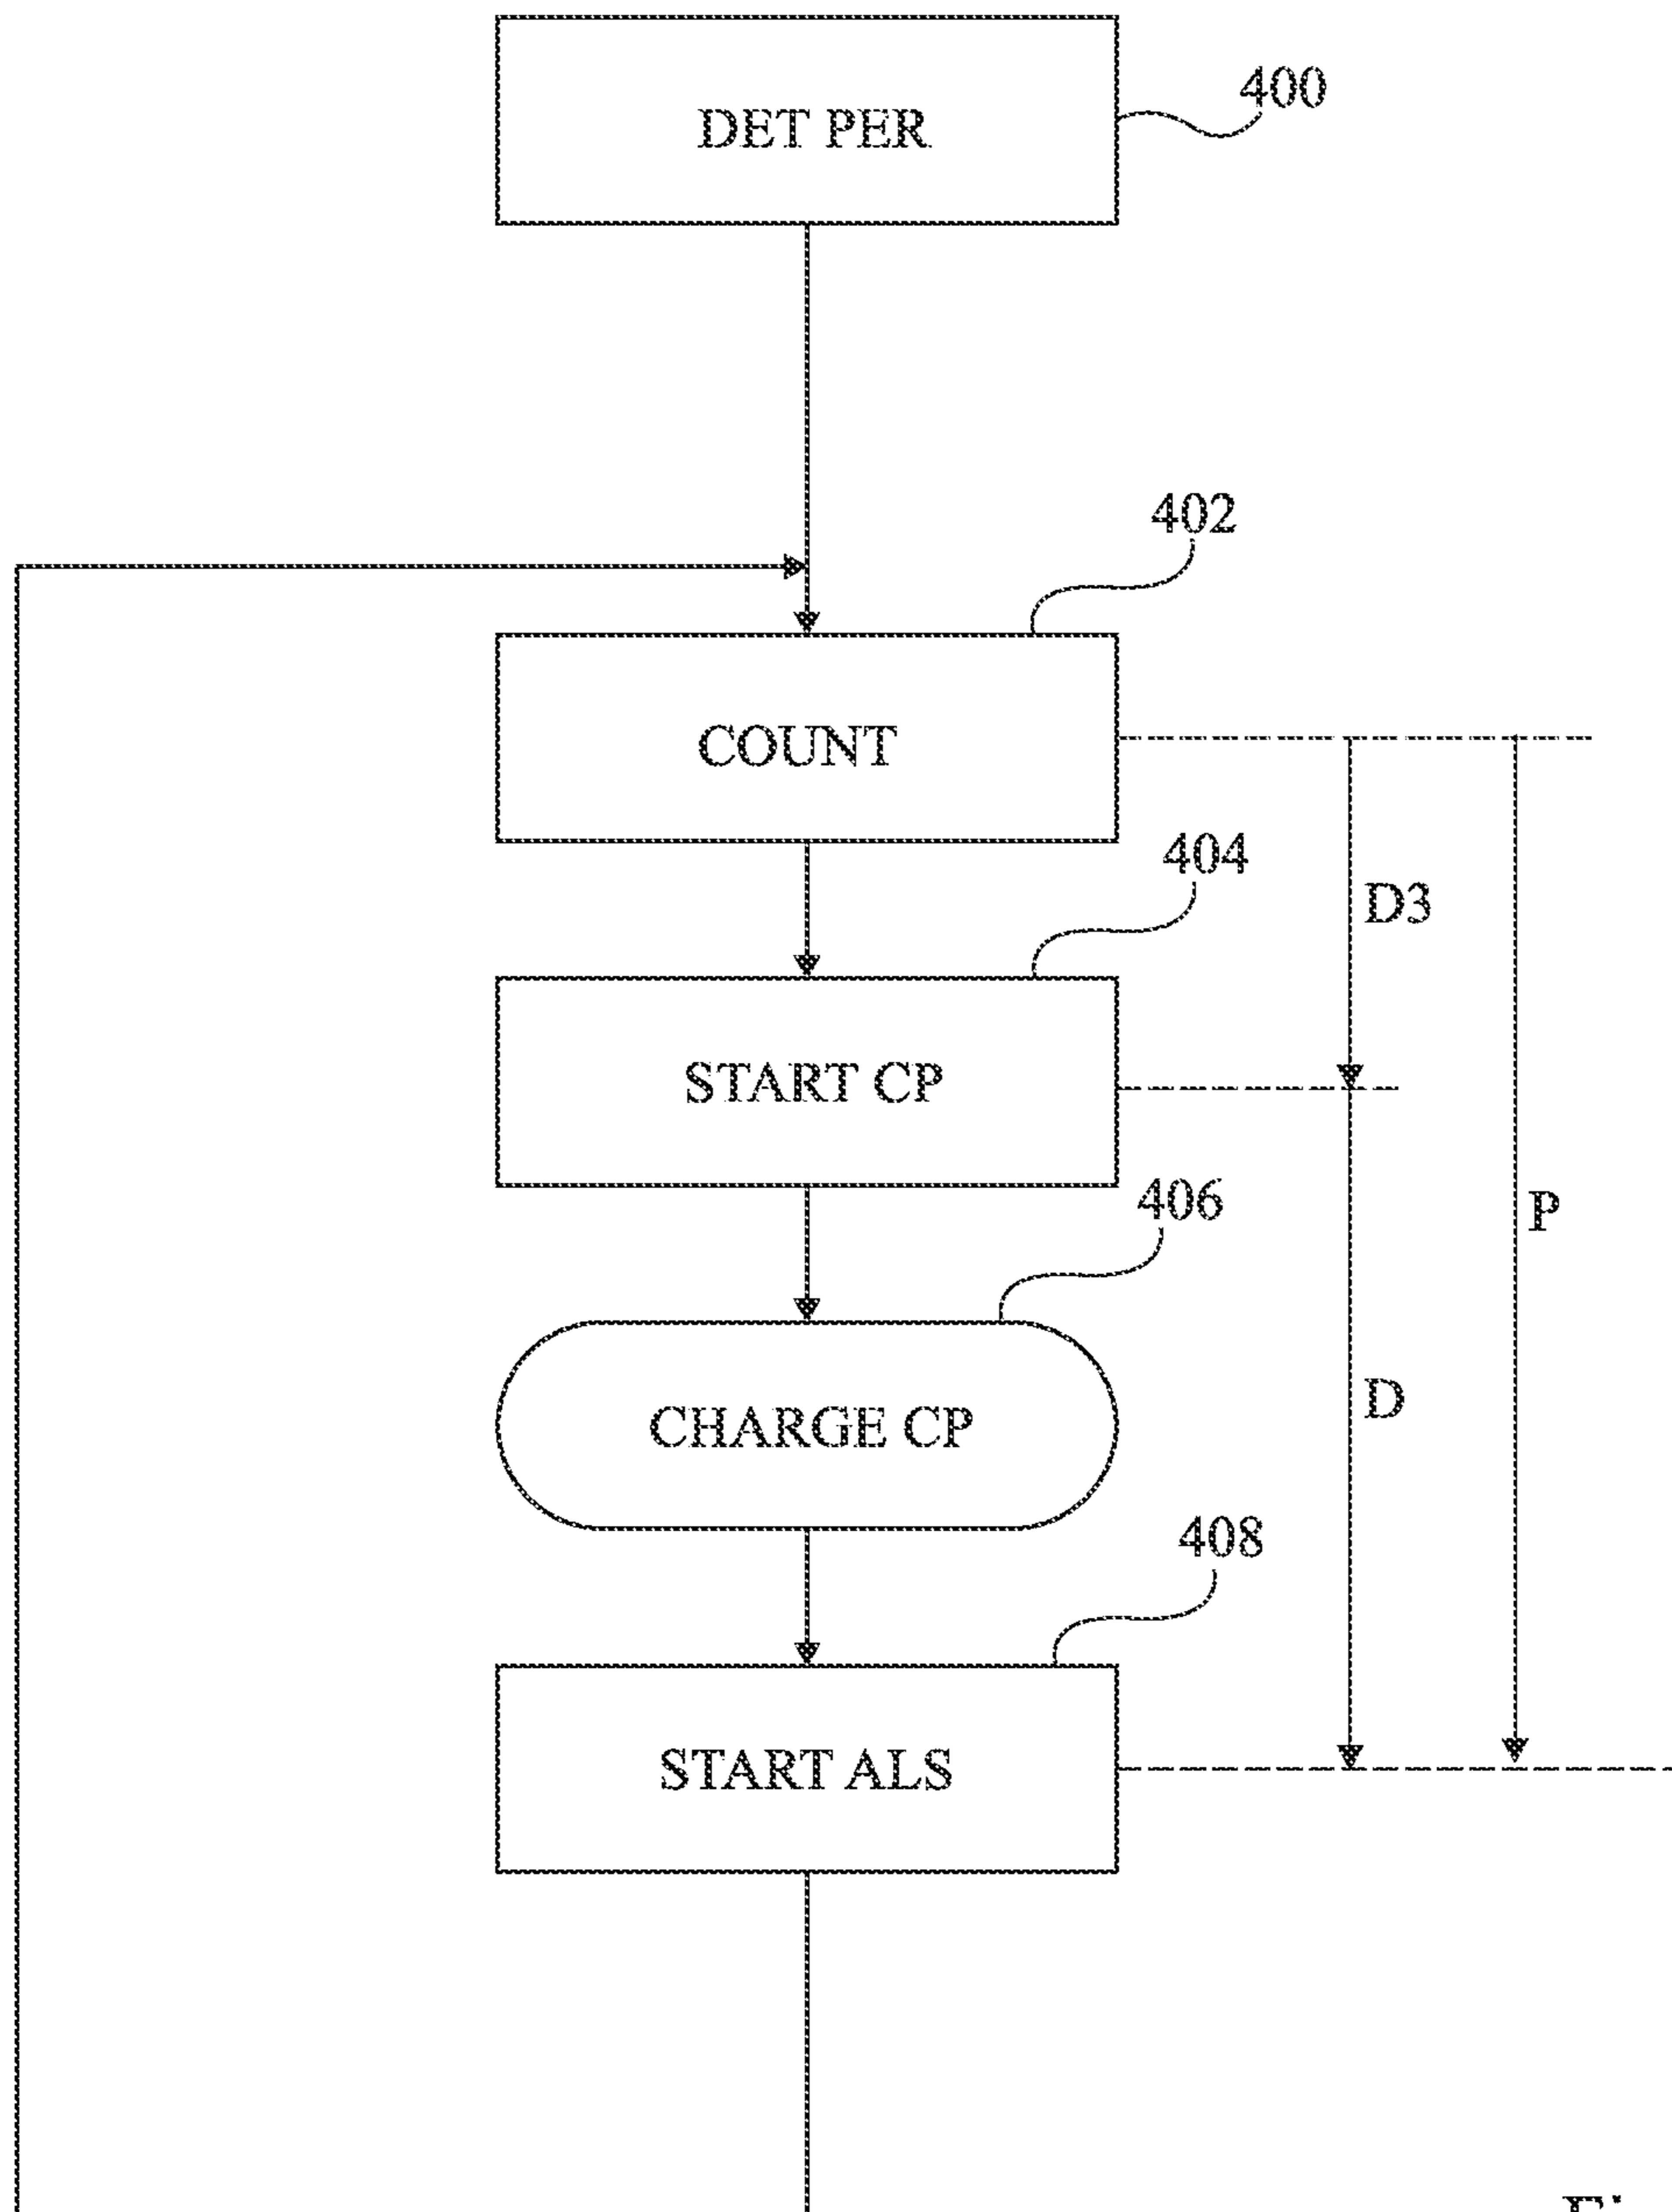 DET PER
400
402
COUNT
404
D3
START CP
406
P
D
CHARGE CP
408
START ALS